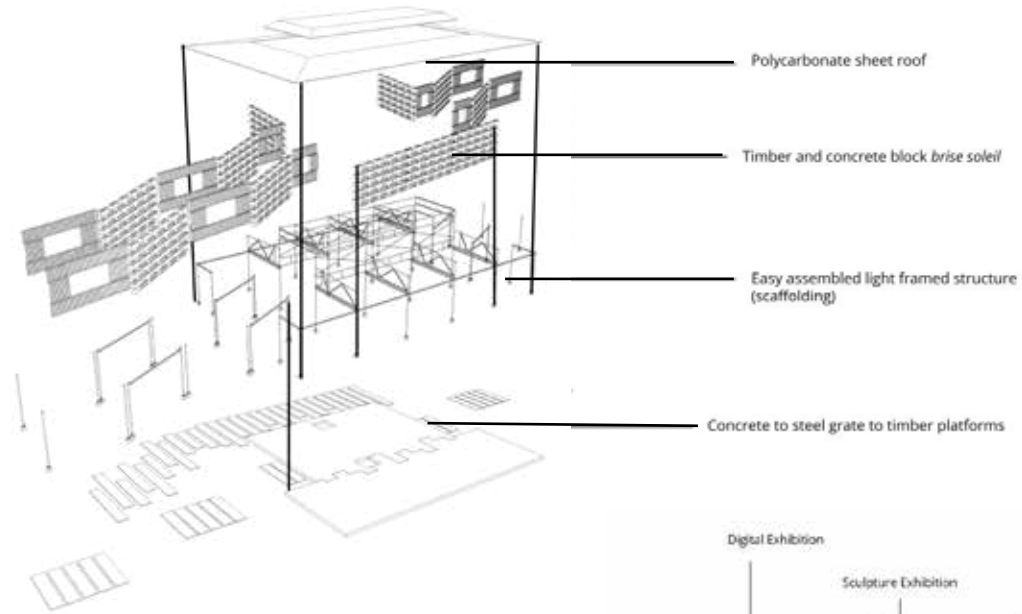 Polycarbonate sheet roof
Timber and concrete block brise soleil
Easy assembled light framed structure
(scaffolding)
Concrete to steel grate to timber platforms
Digital Exhibition
Sculpture Exhibition